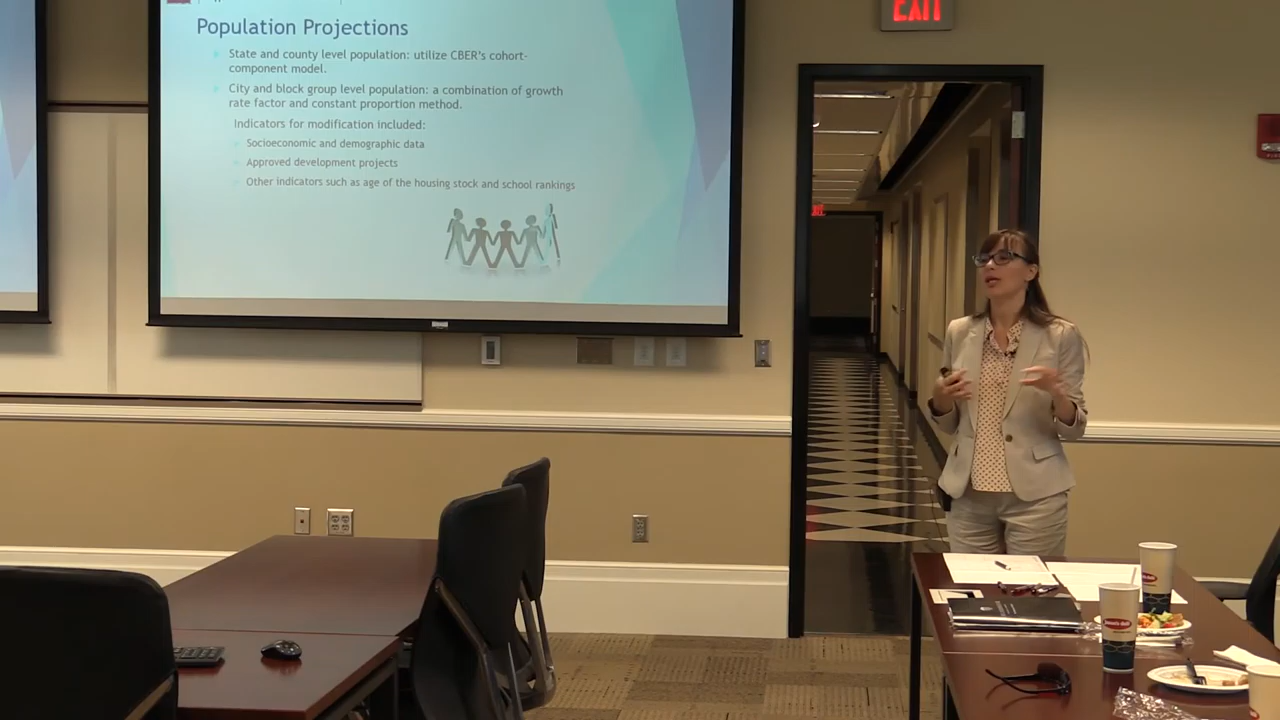 EXIT
Population Projections
State and county level population: utilize CBER's cohort-
component model.
City and block group level population: a combination of growth
rate factor and constant proportion method.
Indicators for modification included:
Socioeconomic and demographic data
Approved development projects
Other indicators such as age of the housing stock and school rankings
EXIT